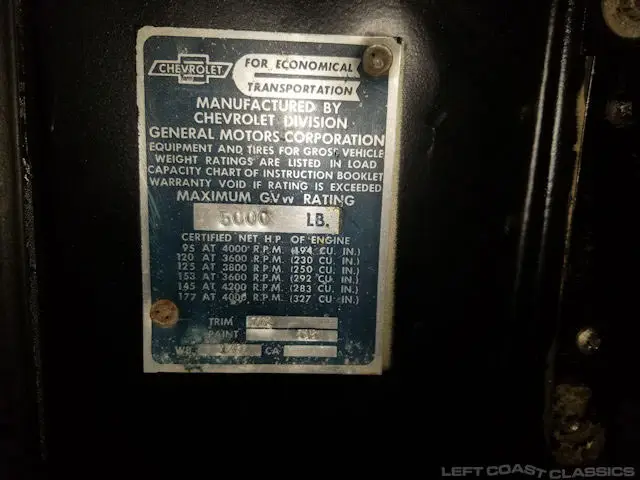 CHEVROLET
FOR ECONOMICAL
TRANSPORTATION
MANUFACTURED BY
CHEVROLET DIVISION
GENERAL MOTORS CORPORATION
EQUIPMENT AND TIRES FOR GROSS VEHICLE
WEIGHT RATINGS ARE LISTED IN LOAD
CAPACITY CHART OF INSTRUCTION BOOKLET
WARRANTY VOID IF RATING IS EXCEEDED
MAXIMUM GVW RATING
5000 LB.
CERTIFIED NET H.P. OF ENGINE
95 AT 4000 R.P.M. (194 CU. IN.)
120 AT 3600 R.P.M. (230 CU. IN.)
125 AT 3800 R.P.M. (250 CU. IN.)
153 AT 3600 R.P.M. (292 CU. IN.)
145 AT 4200 R.P.M. (283 CU. IN.)
177 AT 4000 R.P.M. (327 CU. IN.)
TRIM
PAINT
WB. CA
LEFT COAST CLASSICS